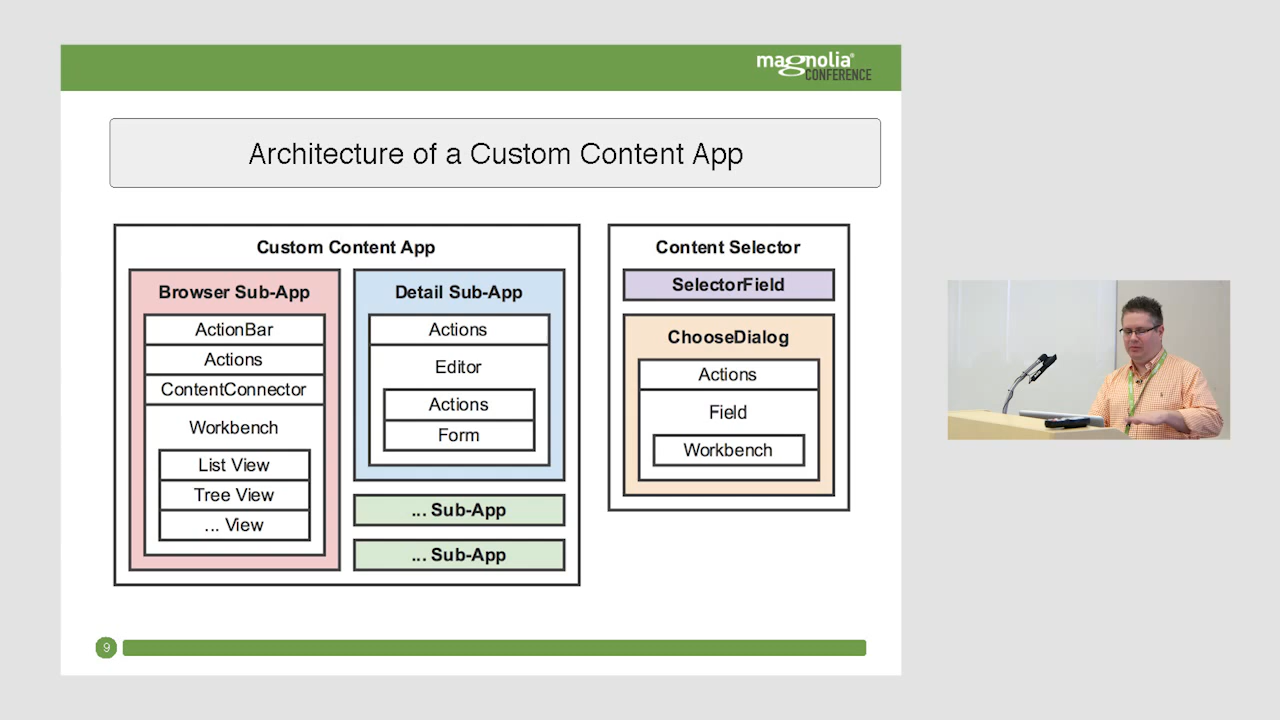 magnolia®
CONFERENCE
Architecture of a Custom Content App
Custom Content App
Browser Sub-App
ActionBar
Actions
ContentConnector
Workbench
List View
Tree View
... View
Detail Sub-App
Actions
Editor
Actions
Form
... Sub-App
... Sub-App
Content Selector
SelectorField
ChooseDialog
Actions
Field
Workbench
9